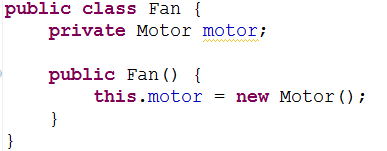 public class Fan {
    private Motor motor;

    public Fan() {
        this.motor = new Motor();
    }
}